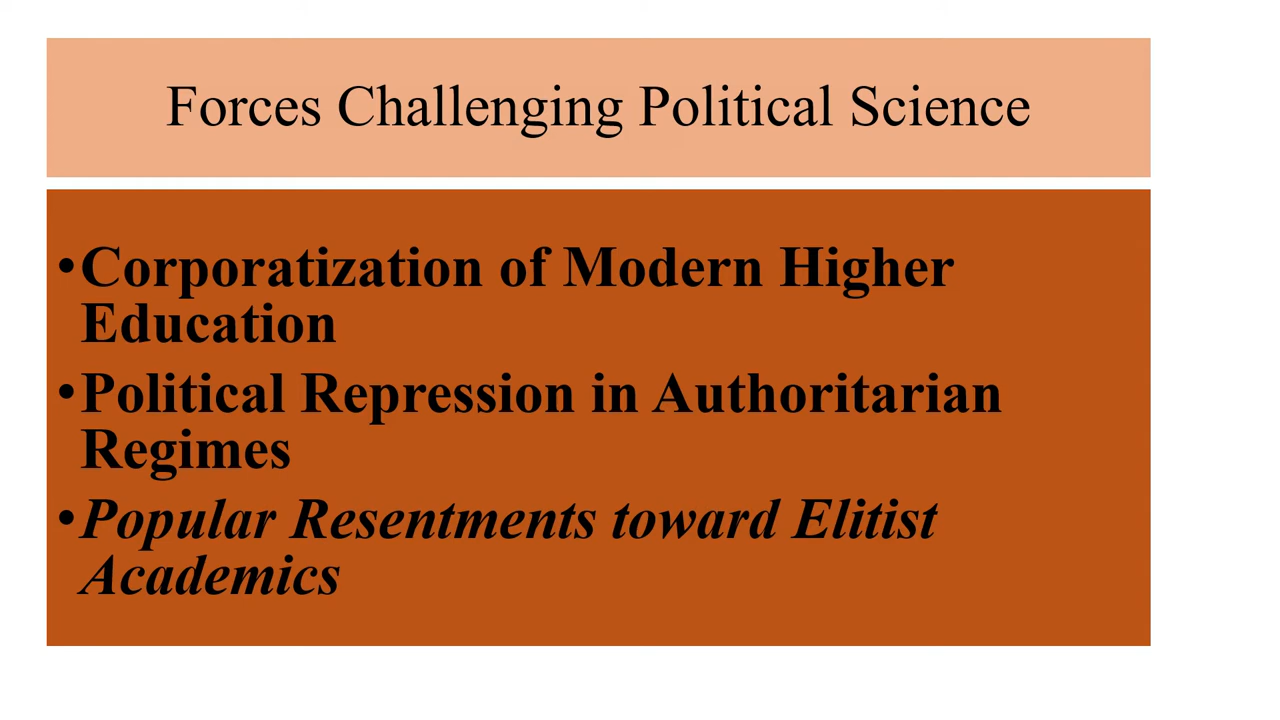 Forces Challenging Political Science
•Corporatization of Modern Higher
Education
•Political Repression in Authoritarian
Regimes
•Popular Resentments toward Elitist
Academics